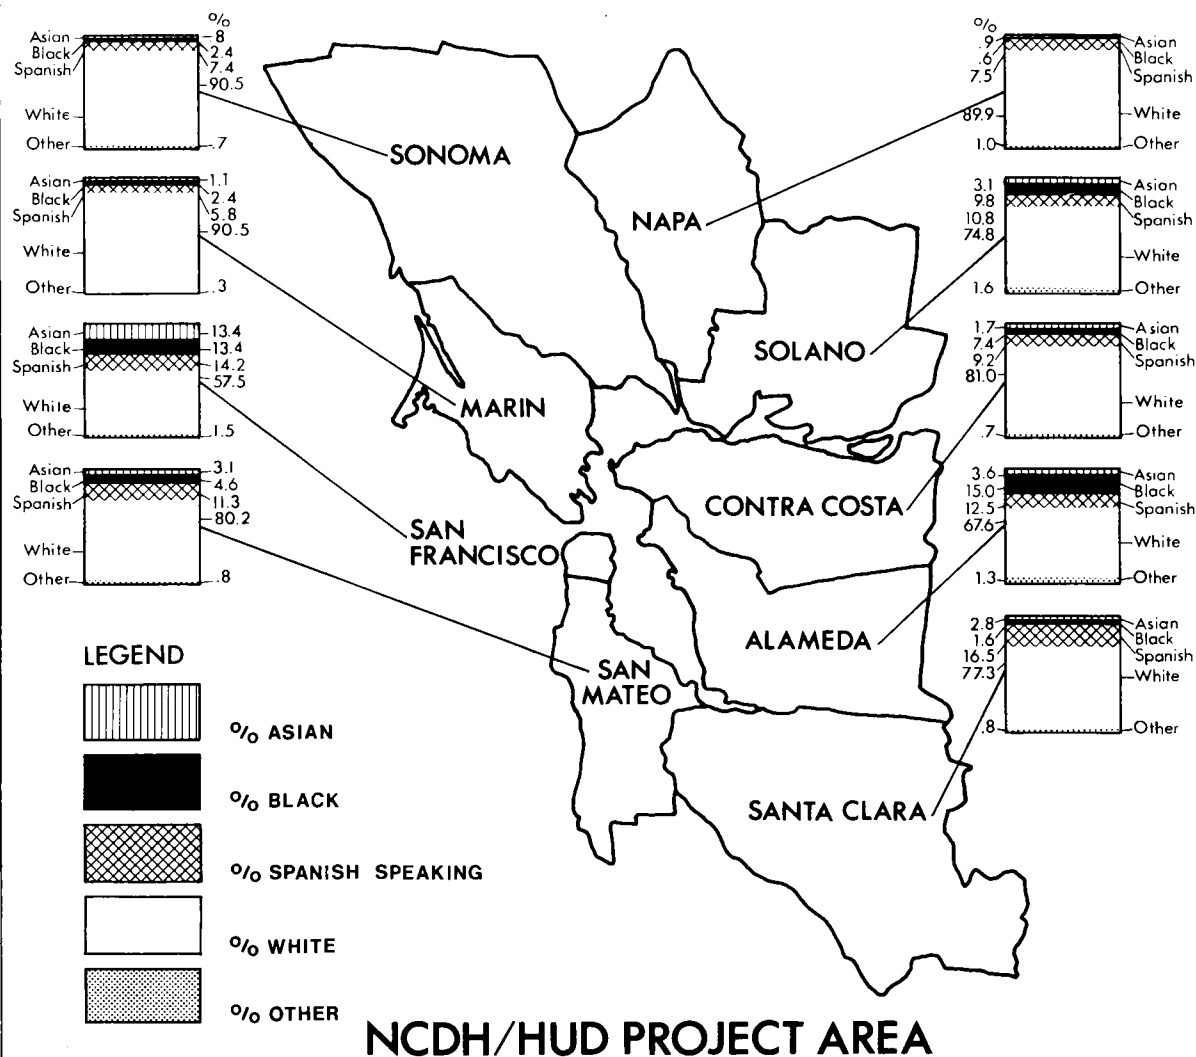 %
Asian 8
Black 2.4
Spanish 7.4
90.5
White
Other .7
Asian 1.1
Black 2.4
Spanish 5.8
90.5
White
Other .3
Asian 13.4
Black 13.4
Spanish 14.2
57.5
White
Other 1.5
Asian 3.1
Black 4.6
Spanish 11.3
80.2
White
Other .8
%
.9 Asian
.6 Black
7.5 Spanish
89.9 White
1.0 Other
3.1 Asian
9.8 Black
10.8 Spanish
74.8
White
1.6 Other
1.7 Asian
7.4 Black
9.2 Spanish
81.0
White
.7 Other
3.6 Asian
15.0 Black
12.5 Spanish
67.6
White
1.3 Other
2.8 Asian
1.6 Black
16.5 Spanish
77.3 White
.8 Other
SONOMA
NAPA
SOLANO
MARIN
CONTRA COSTA
SAN
FRANCISCO
ALAMEDA
SAN
MATEO
SANTA CLARA
LEGEND
% ASIAN
% BLACK
% SPANISH SPEAKING
% WHITE
% OTHER
NCDH/HUD PROJECT AREA